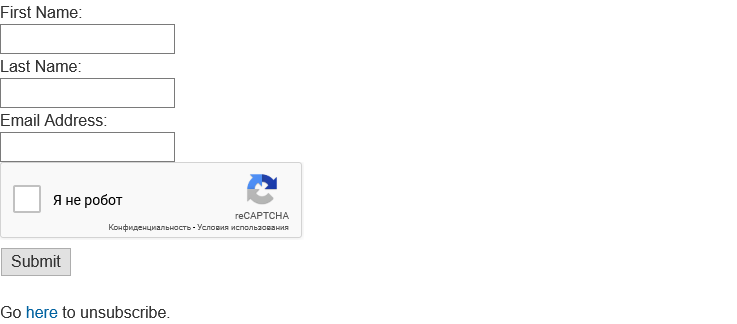 First Name:
Last Name:
Email Address:
Я не робот
reCAPTCHA
Конфиденциальность - Условия использования
Submit
Go here to unsubscribe.